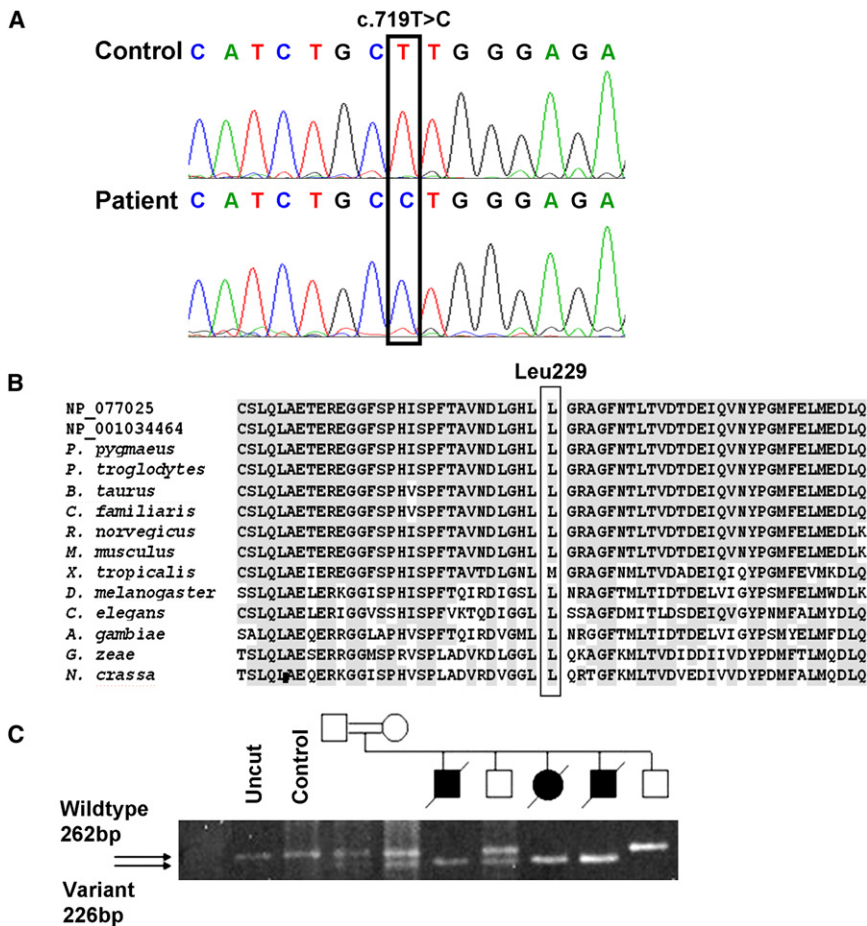 A
c.719T>C
Control C A T C T G C T T G G G A G A
Patient C A T C T G C C T G G G A G A
B
Leu229
NP_077025 CSLQLAETEREGGFSPHISPFTAVNDLGHL L GRAGFNTLTVDTDEIQVNYPGMFELMEDLQ
NP_001034464 CSLQLAETEREGGFSPHISPFTAVNDLGHL L GRAGFNTLTVDTDEIQVNYPGMFELMEDLQ
P. pygmaeus CSLQLAETEREGGFSPHISPFTAVNDLGHL L GRAGFNTLTVDTDEIQVNYPGMFELMEDLQ
P. troglodytes CSLQLAETEREGGFSPHISPFTAVNDLGHL L GRAGFNTLTVDTDEIQVNYPGMFELMEDLQ
B. taurus CSLQLAETEREGGFSPHVSPFTAVNDLGHL L GRAGFNTLTVDTDEIQVNYPGMFELMEDLQ
C. familiaris CSLQLAETEREGGFSPHVSPFTAVNDLGHL L GRAGFNTLTVDTDEIQVNYPGMFELMEDLQ
R. norvegicus CSLQLAETEREGGFSPHISPFTAVNDLGHL L GRAGFNTLTVDTDEIQVNYPGMFELMEDLK
M. musculus CSLQLAETEREGGFSPHISPFTAVNDLGHL L GRAGFNTLTVDTDEIQVNYPGMFELMEDLK
X. tropicalis CSLQLAEIEREGGFSPHISPFTAVTDLGNL M GRAGFNMLTVDADEIQIQYPGMFEVMKDLQ
D. melanogaster SSLQLAELERKGGISPHISPFTQIRDIGSL L NRAGFTMLTIDTDELVIGYPSMFELMWDLK
C. elegans CSLQLAELERIGGVSSHISPFVKTQDIGGL L SSAGFDMITLDSDEIQVGYPNMFALMYDLQ
A. gambiae SALQLAEQERRGGLAPHVSPFTQIRDVGML L NRGGFTMLTIDTDELVIGYPSMYELMFDLQ
G. zeae TSLQLAESERRGGMSPRVSPLADVKDVGGL L QKAGFKMLTVDIDDIIVDYPDMFTLMQDLQ
N. crassa TSLQLAEQERKGGISPHVSPLADVRDVGGL L QRTGFKMLTVDVEDIVVDYPDMFALMQDLQ
C
Uncut
Control
Wildtype
262bp
Variant
226bp